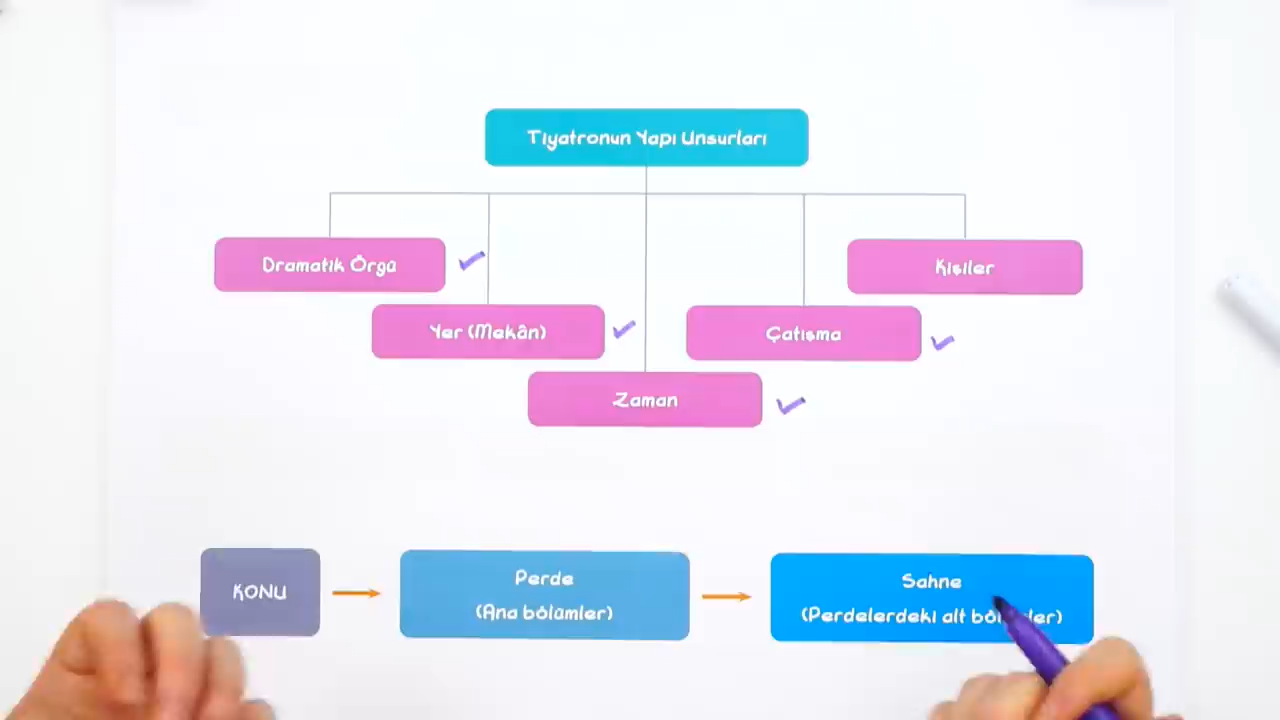 Tiyatronun Yapı Unsurları
Dramatik Örgü
Kişiler
Yer (Mekân)
Çatışma
Zaman
KONU
Perde
(Ana bölümler)
Sahne
(Perdelerdeki alt